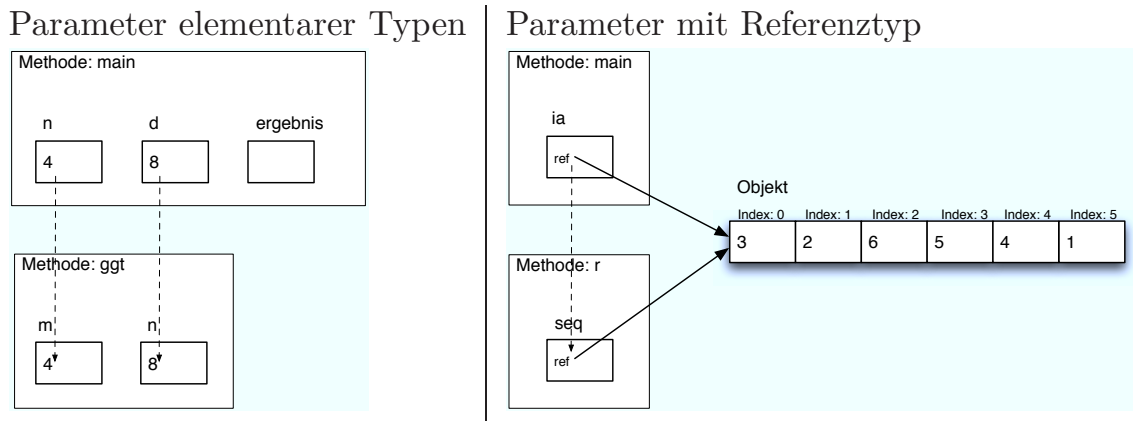 Parameter elementarer Typen
Methode: main
n d ergebnis
4 8
Methode: ggt
m n
4 8
Parameter mit Referenztyp
Methode: main
ia
ref
Objekt
Index: 0 Index: 1 Index: 2 Index: 3 Index: 4 Index: 5
3 2 6 5 4 1
Methode: r
seq
ref